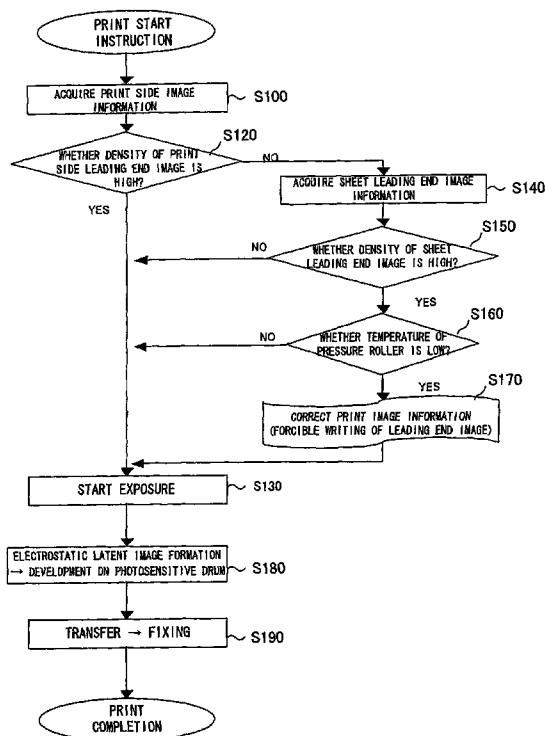 PRINT START
INSTRUCTION
ACQUIRE PRINT SIDE IMAGE
INFORMATION
S100
S120
WHETHER DENSITY OF PRINT
SIDE LEADING END IMAGE IS
HIGH?
NO
YES
ACQUIRE SHEET LEADING END IMAGE
INFORMATION
S140
S150
NO
WHETHER DENSITY OF SHEET
LEADING END IMAGE IS HIGH?
YES
S160
NO
WHETHER TEMPERATURE OF
PRESSURE ROLLER IS LOW?
YES
S170
CORRECT PRINT IMAGE INFORMATION
(FORCIBLE WRITING OF LEADING END IMAGE)
START EXPOSURE
S130
ELECTROSTATIC LATENT IMAGE FORMATION
→ DEVELOPMENT ON PHOTOSENSITIVE DRUM
S180
TRANSFER → FIXING
S190
PRINT
COMPLETION